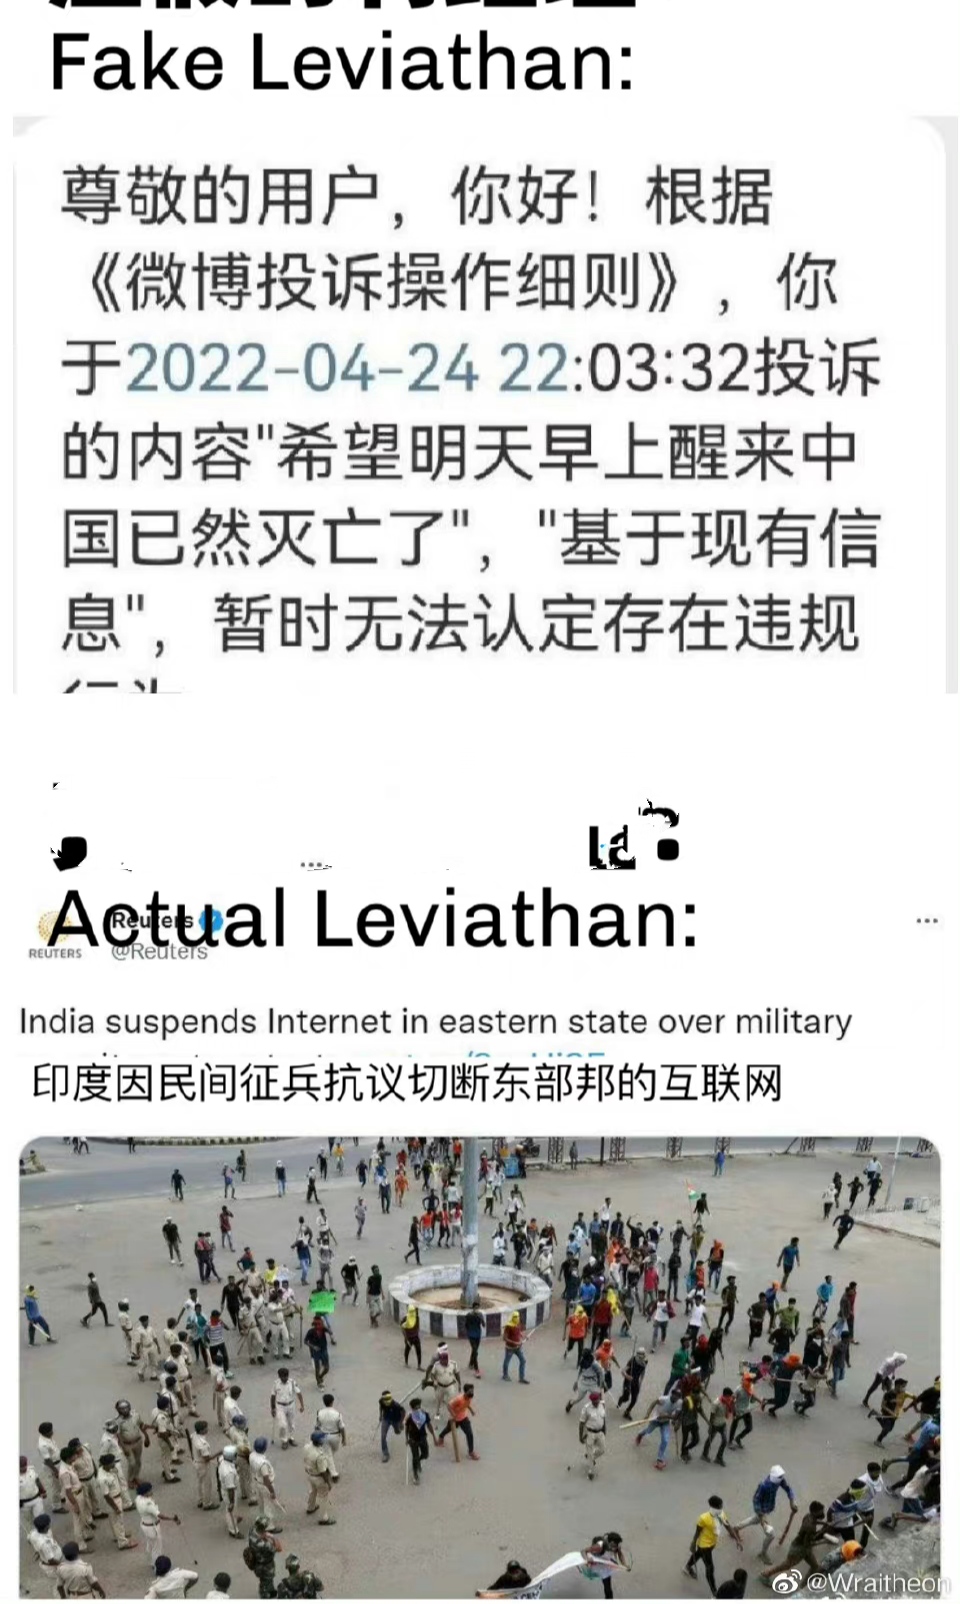 Fake Leviathan:
尊敬的用户，你好！根据
《微博投诉操作细则》，你
于2022-04-24 22:03:32投诉
的内容"希望明天早上醒来中
国已然灭亡了"，"基于现有信
息"，暂时无法认定存在违规
Actual Leviathan:
Reuters
REUTERS
@Reuters
India suspends Internet in eastern state over military
印度因民间征兵抗议切断东部邦的互联网
@Wraitheon